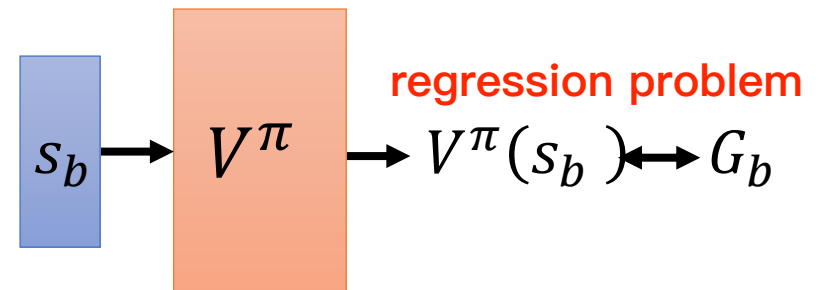 regression problem
s_b V^π V^π(s_b) G_b